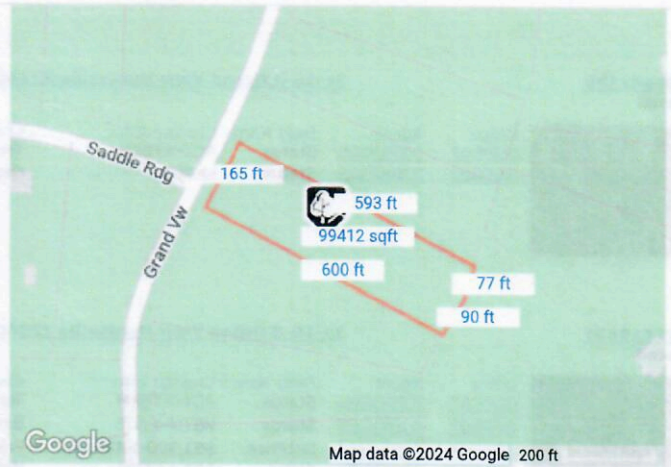 Saddle Rdg
165 ft
593 ft
99412 sqft
Grand Vw
600 ft
77 ft
90 ft
Google
Map data ©2024 Google 200 ft